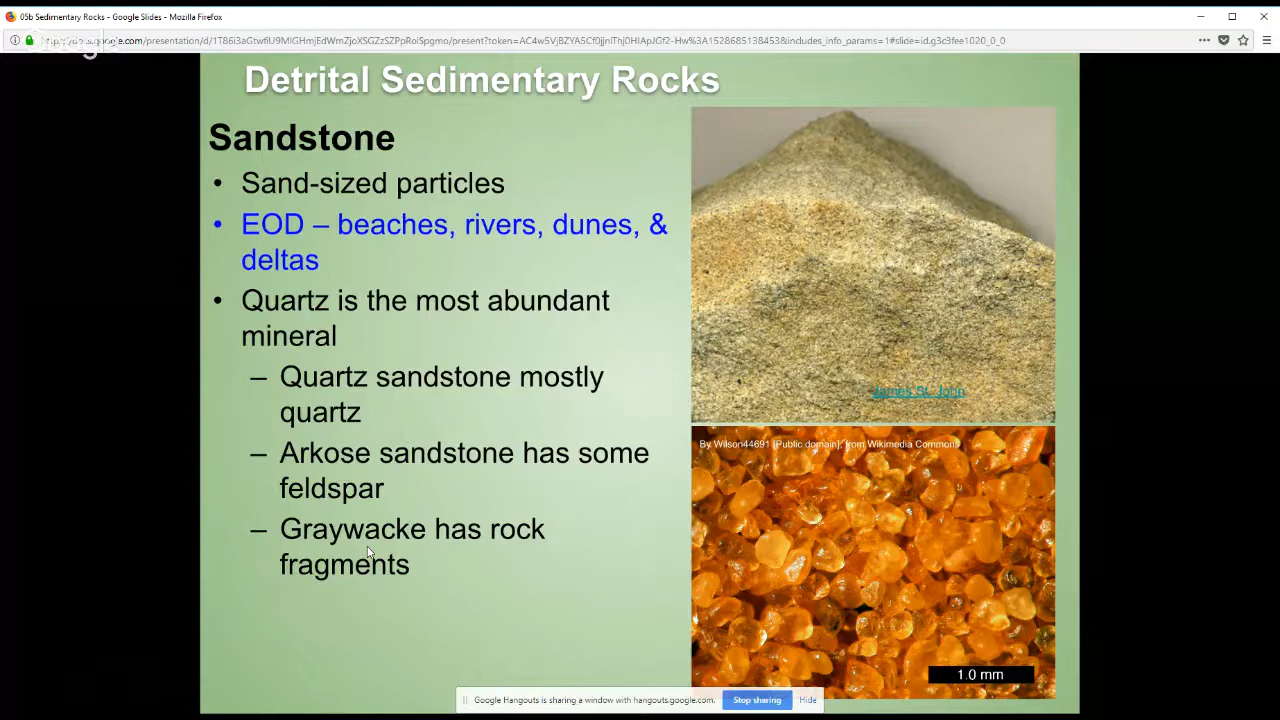 05b Sedimentary Rocks - Google Slides - Mozilla Firefox
Detrital Sedimentary Rocks
Sandstone
• Sand-sized particles
• EOD – beaches, rivers, dunes, &
deltas
• Quartz is the most abundant
mineral
– Quartz sandstone mostly
quartz
– Arkose sandstone has some
feldspar
– Graywacke has rock
fragments
James St. John
By Wilson44691 [Public domain], from Wikimedia Commons
1.0 mm
Google Hangouts is sharing a window with hangouts.google.com.
Stop sharing
Hide